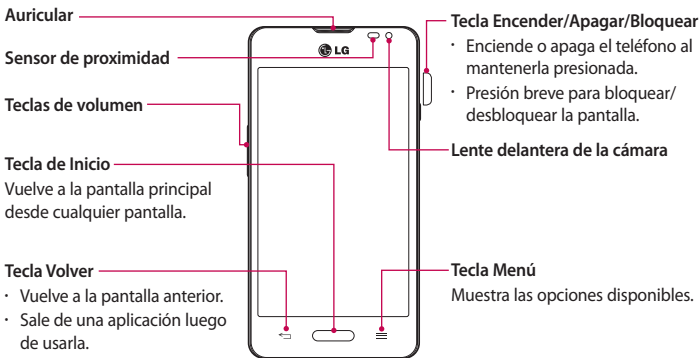 Auricular
Sensor de proximidad
Teclas de volumen
Tecla de Inicio
Vuelve a la pantalla principal
desde cualquier pantalla.
Tecla Volver
· Vuelve a la pantalla anterior.
· Sale de una aplicación luego
de usarla.
LG
Tecla Encender/Apagar/Bloquear
· Enciende o apaga el teléfono al
mantenerla presionada.
· Presión breve para bloquear/
desbloquear la pantalla.
Lente delantera de la cámara
Tecla Menú
Muestra las opciones disponibles.